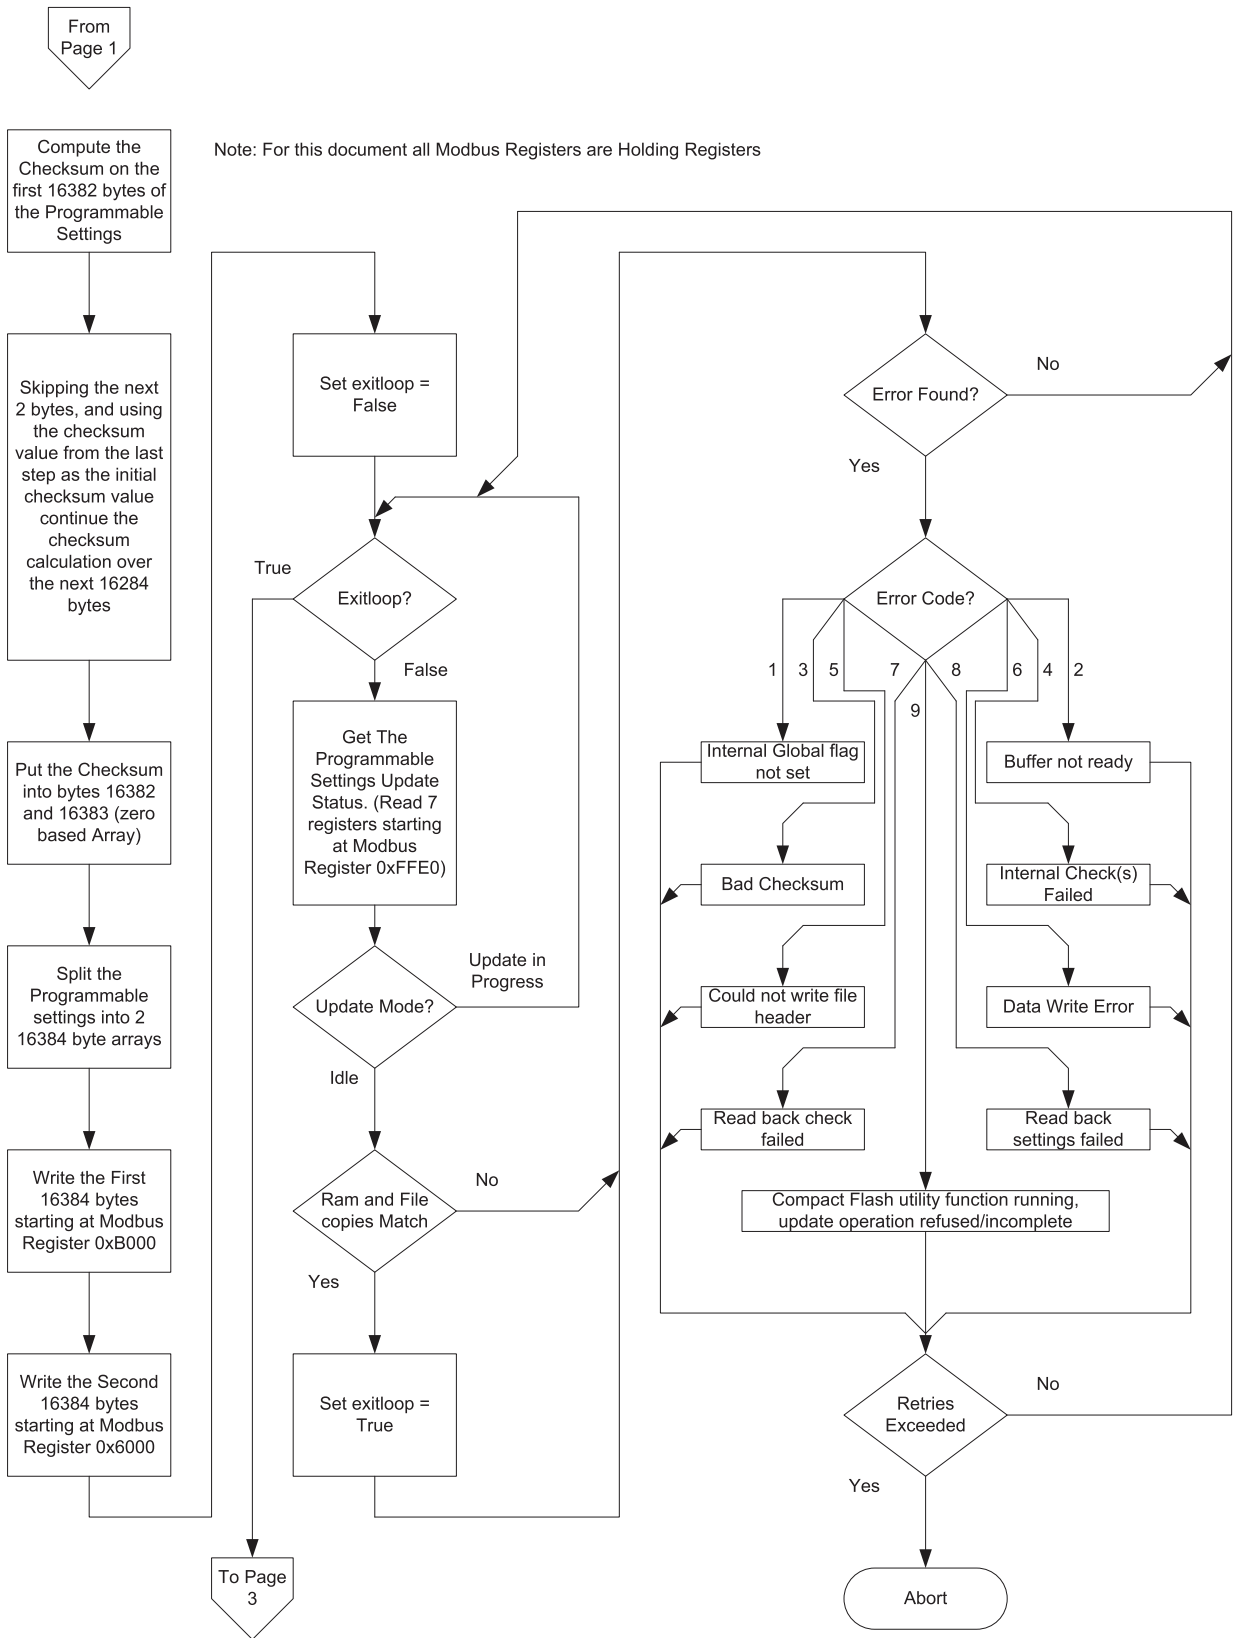 From
Page 1
Compute the
Checksum on the
first 16382 bytes of
the Programmable
Settings
Note: For this document all Modbus Registers are Holding Registers
Skipping the next
2 bytes, and using
the checksum
value from the last
step as the initial
checksum value
continue the
checksum
calculation over
the next 16284
bytes
Put the Checksum
into bytes 16382
and 16383 (zero
based Array)
Split the
Programmable
settings into 2
16384 byte arrays
Write the First
16384 bytes
starting at Modbus
Register 0xB000
Write the Second
16384 bytes
starting at Modbus
Register 0x6000
Set exitloop =
False
True
Exitloop?
False
Get The
Programmable
Settings Update
Status. (Read 7
registers starting
at Modbus
Register 0xFFE0)
Update Mode?
Update in
Progress
Idle
Ram and File
copies Match
No
Yes
Set exitloop =
True
To Page
3
Error Found?
No
Yes
Error Code?
1
3
5
7
9
8
6
4
2
Internal Global flag
not set
Buffer not ready
Bad Checksum
Internal Check(s)
Failed
Could not write file
header
Data Write Error
Read back check
failed
Read back
settings failed
Compact Flash utility function running,
update operation refused/incomplete
Retries
Exceeded
No
Yes
Abort